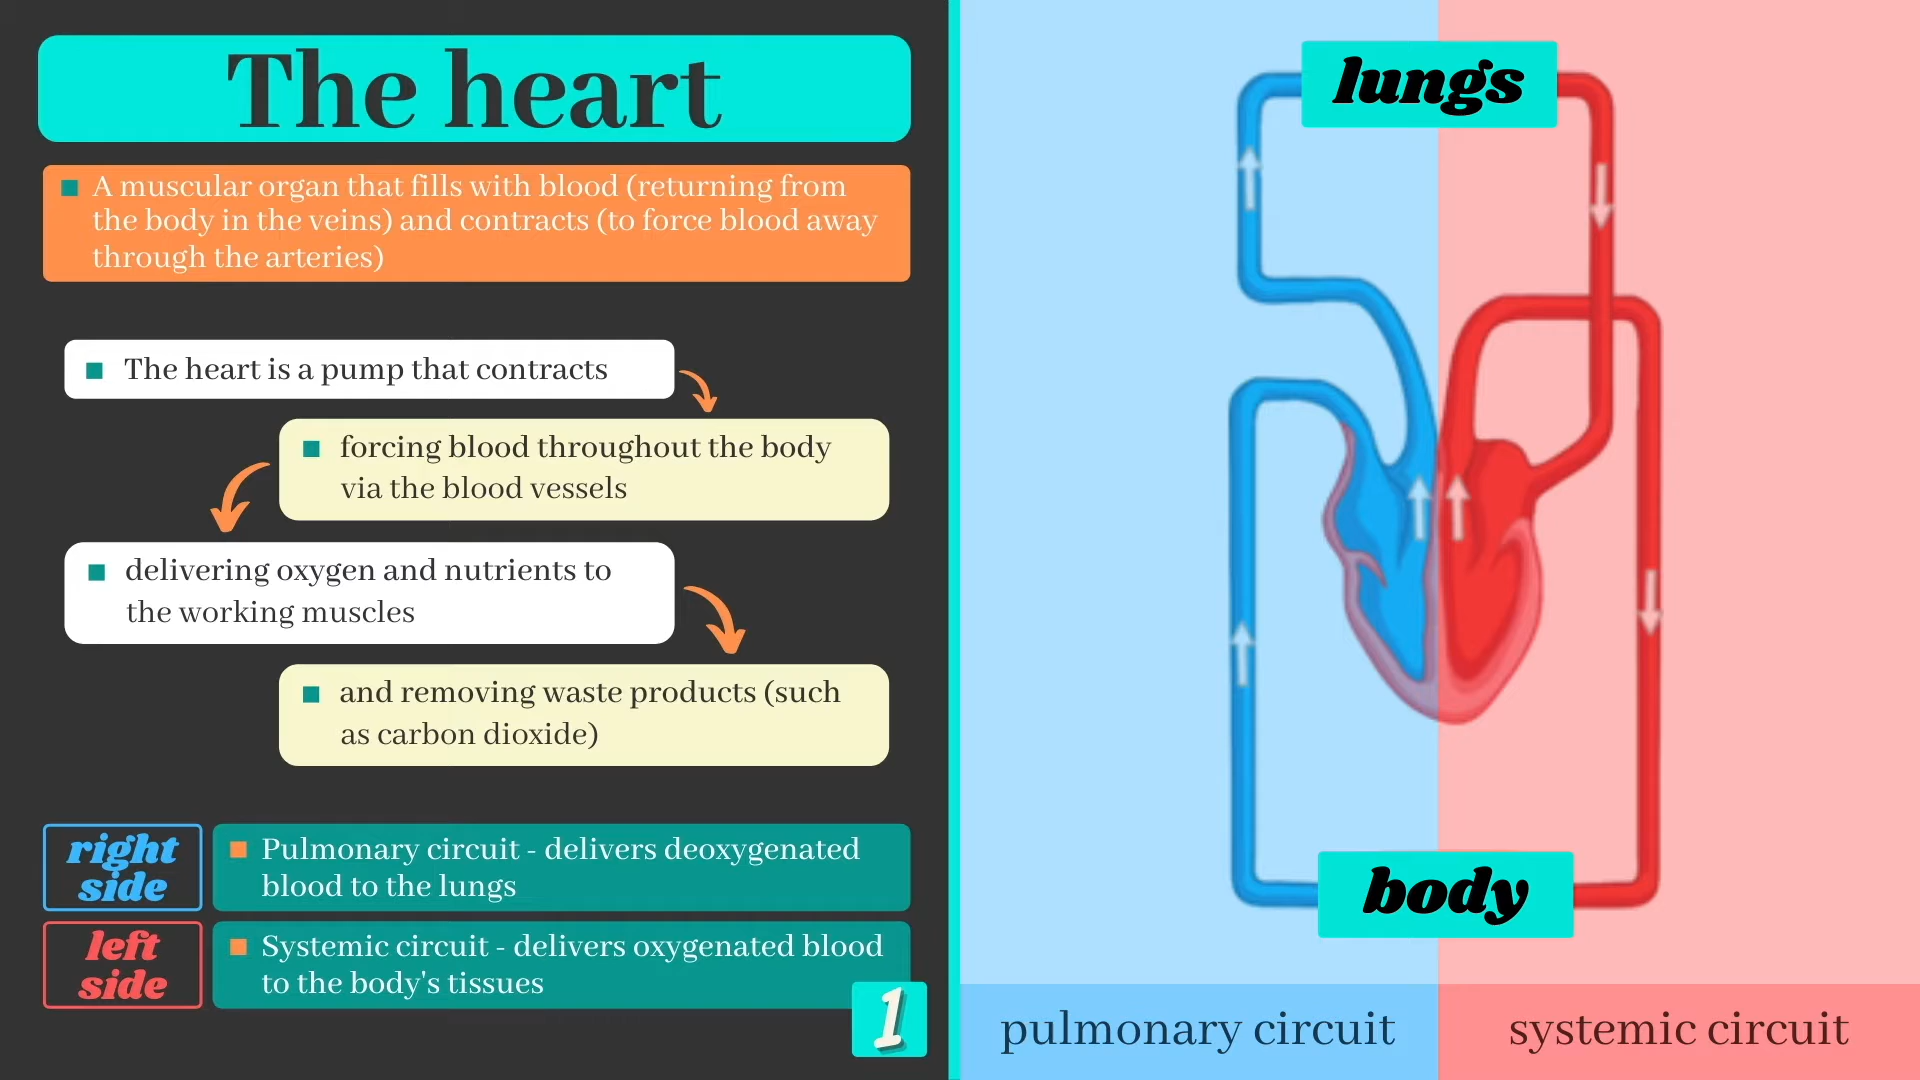 The heart
A muscular organ that fills with blood (returning from
the body in the veins) and contracts (to force blood away
through the arteries)
The heart is a pump that contracts
forcing blood throughout the body
via the blood vessels
delivering oxygen and nutrients to
the working muscles
and removing waste products (such
as carbon dioxide)
right
side
Pulmonary circuit - delivers deoxygenated
blood to the lungs
left
side
Systemic circuit - delivers oxygenated blood
to the body's tissues
1
lungs
body
pulmonary circuit
systemic circuit